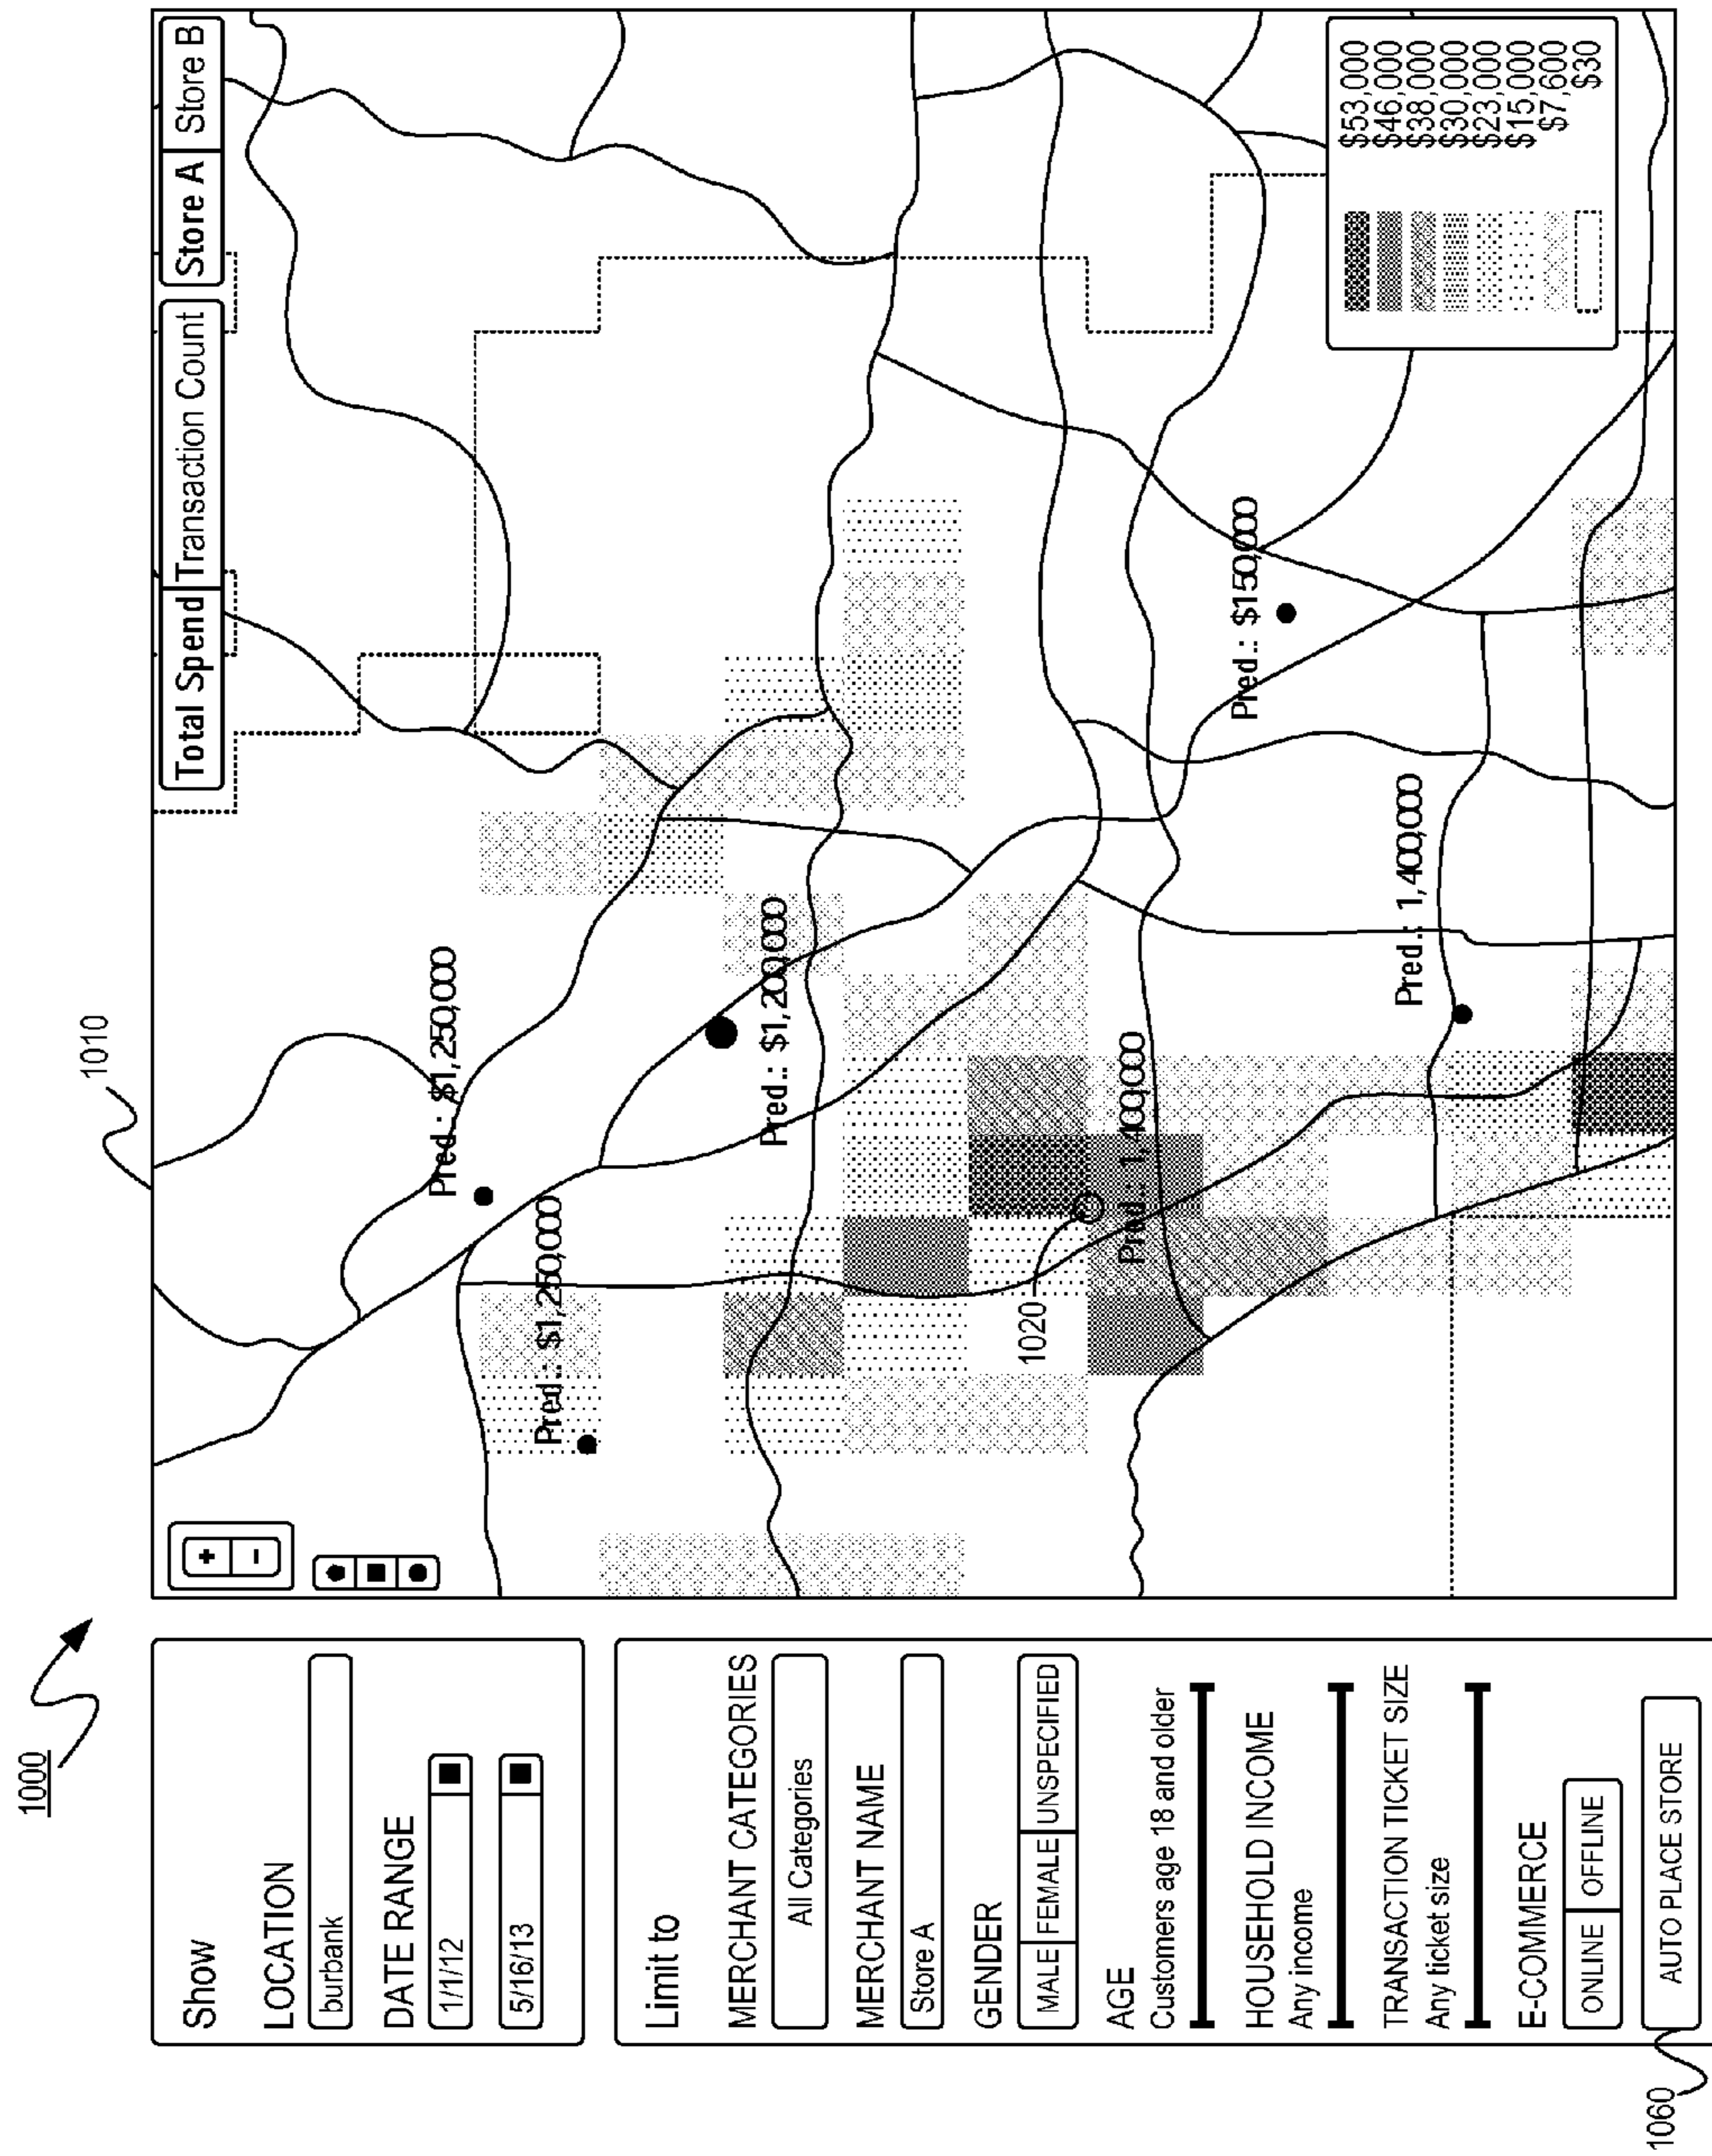 1000
Show
LOCATION
burbank
DATE RANGE
1/1/12
5/16/13
Limit to
MERCHANT CATEGORIES
All Categories
MERCHANT NAME
Store A
GENDER
MALE FEMALE UNSPECIFIED
AGE
Customers age 18 and older
HOUSEHOLD INCOME
Any income
TRANSACTION TICKET SIZE
Any ticket size
E-COMMERCE
ONLINE OFFLINE
AUTO PLACE STORE
1060
1010
+
-
Total Spend Transaction Count Store A Store B
Pred.: $1,250,000
Pred.: $1,250,000
Pred.: $1,200,000
1020
Pred.: 1,400,000
Pred.: $150,000
Pred.: 1,400,000
$53,000
$46,000
$38,000
$30,000
$23,000
$15,000
$7,600
$30